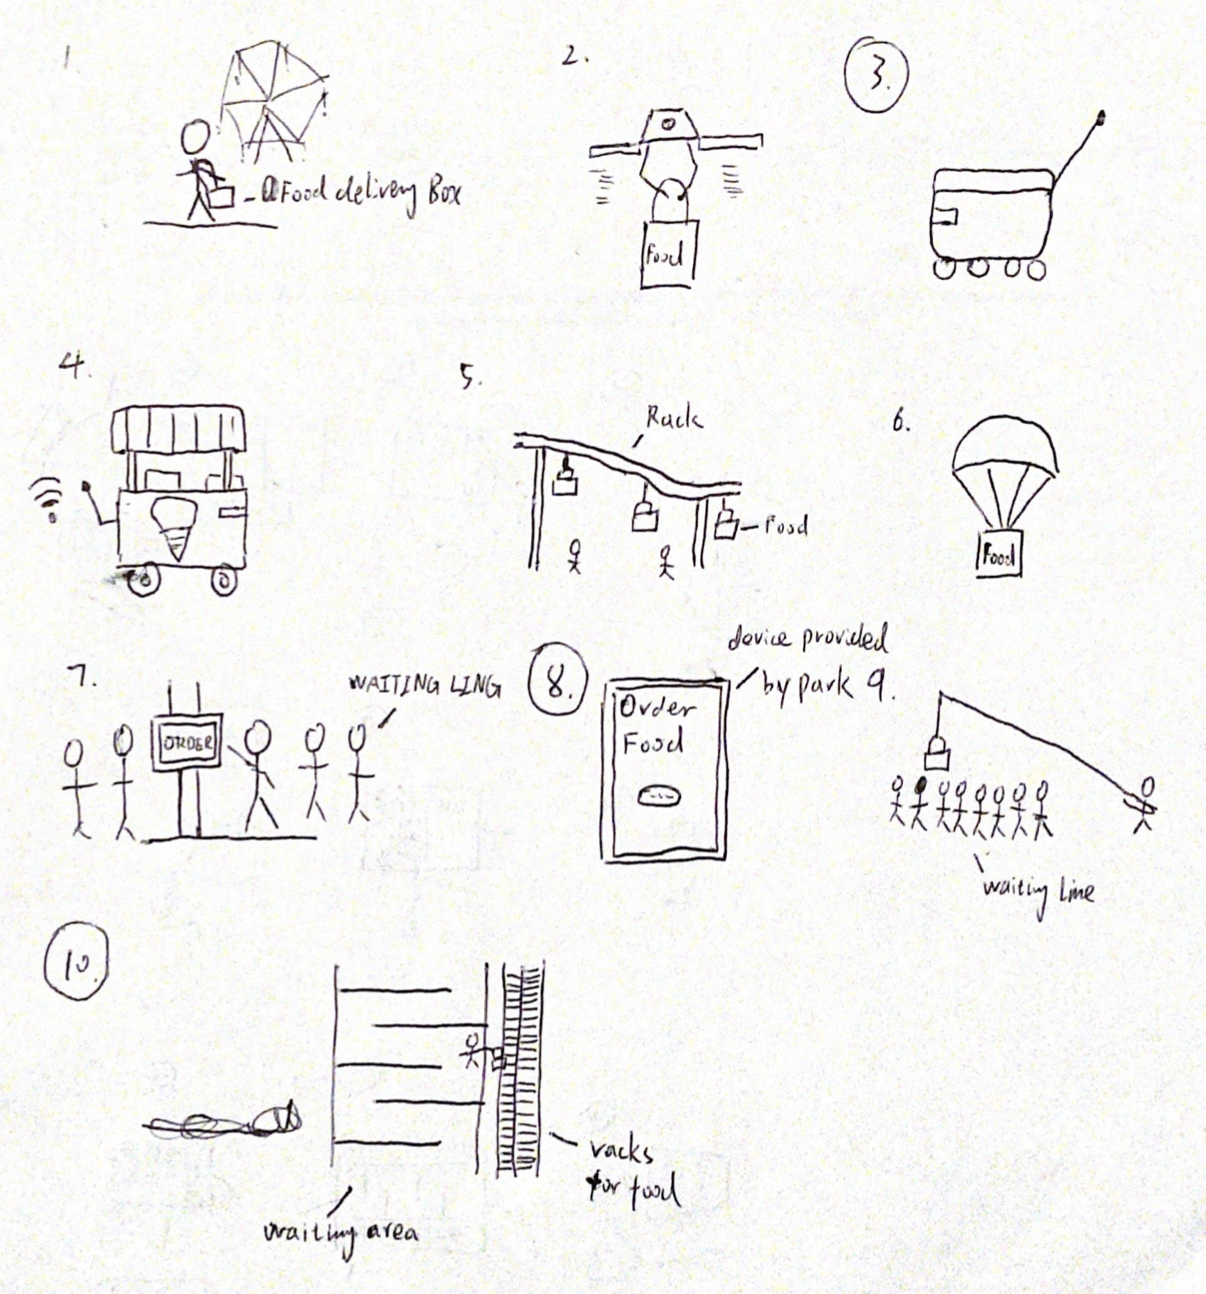 1.
2.
3.
Food delivery Box
Food
4.
5.
6.
Rack
Food
Food
7.
WAITING LING
8.
device provided
by park
9.
ORDER
Order
Food
waiting Line
10.
racks
for food
waiting area